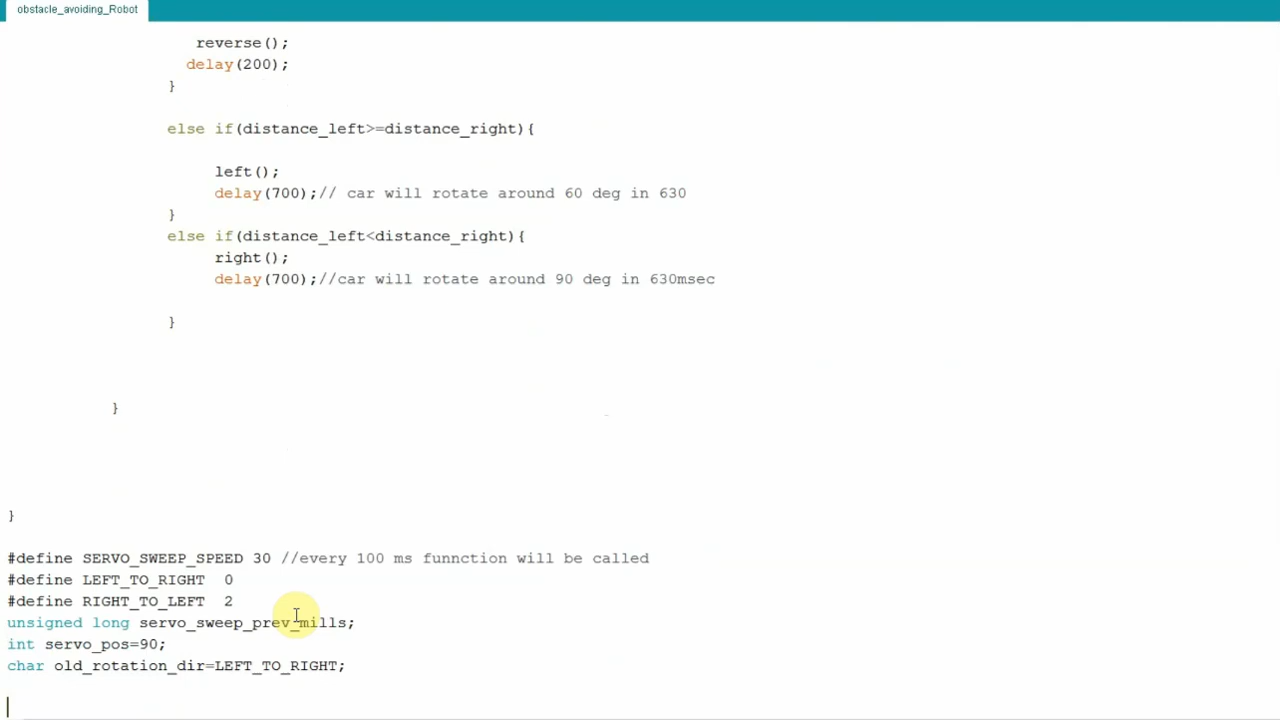 obstacle_avoiding_Robot
reverse();
delay(200);
}
else if(distance_left>=distance_right){
left();
delay(700);// car will rotate around 60 deg in 630
}
else if(distance_left<distance_right){
right();
delay(700);//car will rotate around 90 deg in 630msec
}
}
}
#define SERVO_SWEEP_SPEED 30 //every 100 ms funnction will be called
#define LEFT_TO_RIGHT 0
#define RIGHT_TO_LEFT 2
unsigned long servo_sweep_prev_mills;
int servo_pos=90;
char old_rotation_dir=LEFT_TO_RIGHT;